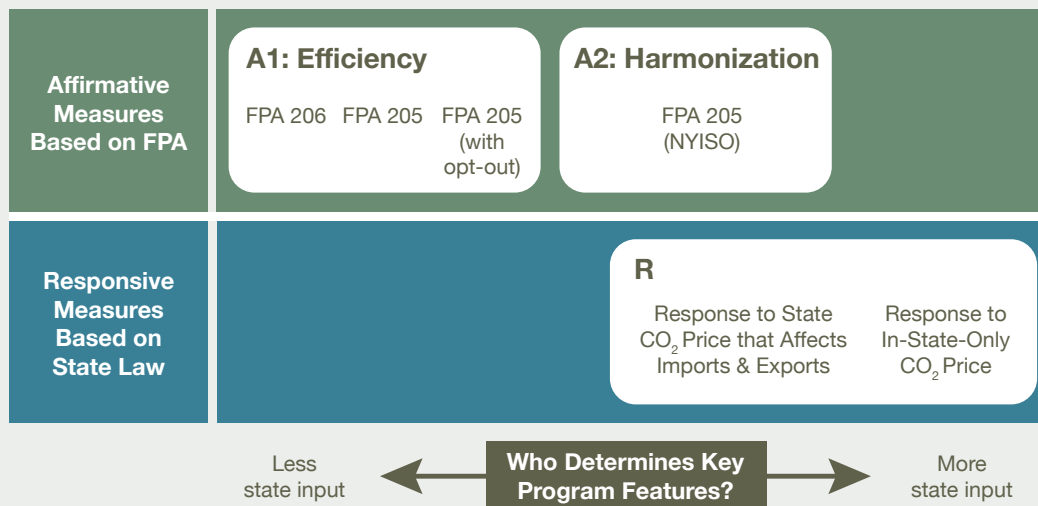 Affirmative
Measures
Based on FPA
A1: Efficiency
FPA 206
FPA 205
FPA 205
(with
opt-out)
A2: Harmonization
FPA 205
(NYISO)
Responsive
Measures
Based on
State Law
R
Response to State
CO₂ Price that Affects
Imports & Exports
Response to
In-State-Only
CO₂ Price
Less
state input
Who Determines Key
Program Features?
More
state input